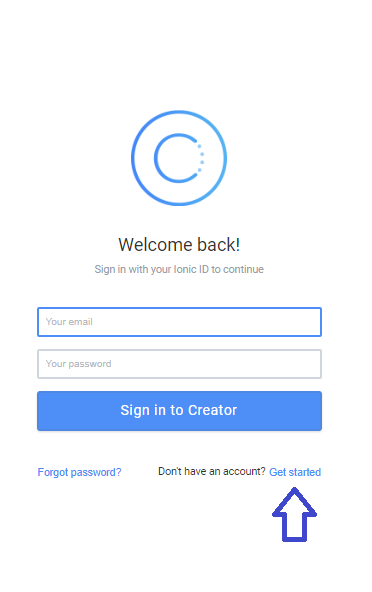 Welcome back!
Sign in with your Ionic ID to continue
Your email
Your password
Sign in to Creator
Forgot password? Don't have an account? Get started